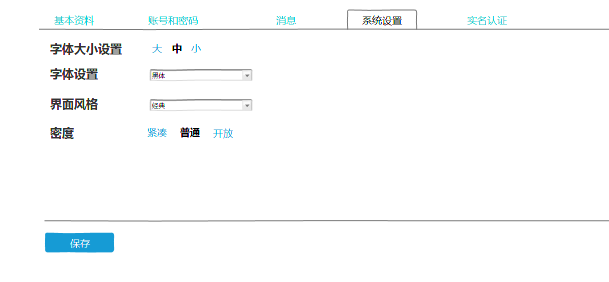 基本资料 账号和密码 消息 系统设置 实名认证
字体大小设置 大 中 小
字体设置 黑体
界面风格 经典
密度 紧凑 普通 开放
保存